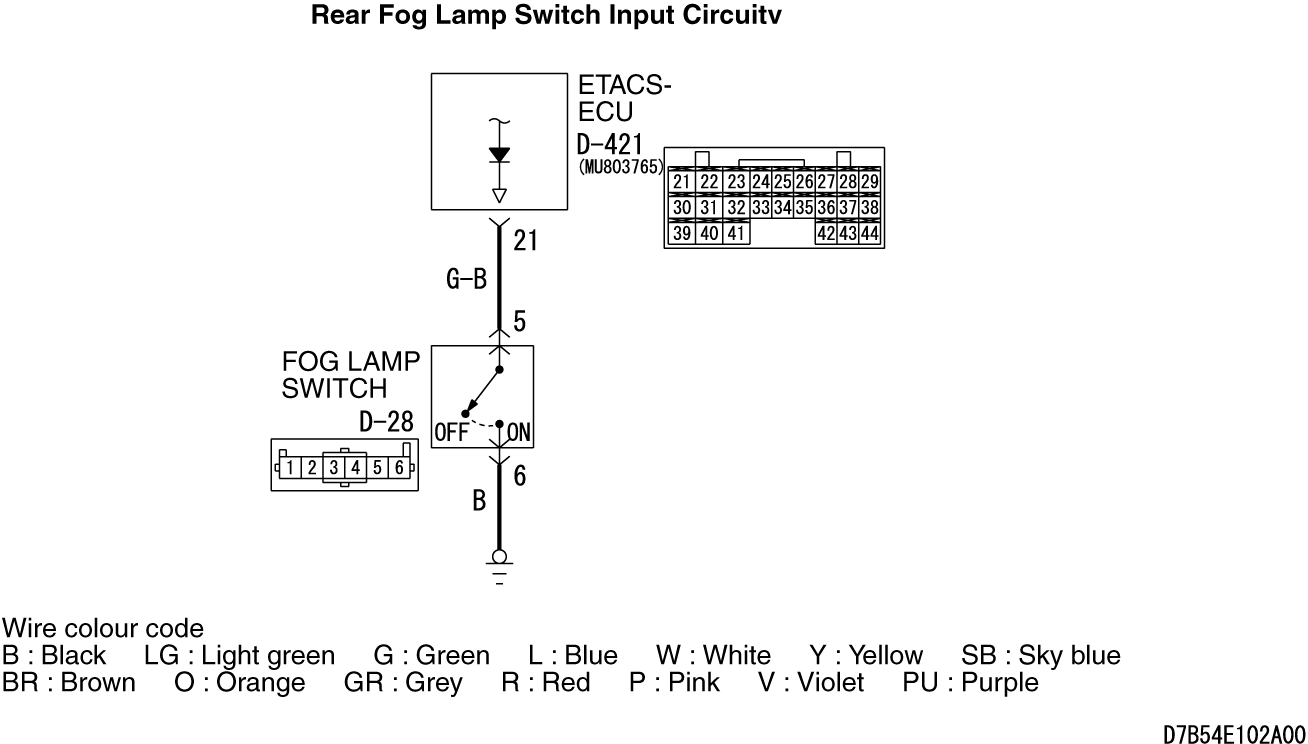 Rear Fog Lamp Switch Input Circuitv
ETACS-
ECU
D-421
(MU803765)
21 22 23 24 25 26 27 28 29
30 31 32 33 34 35 36 37 38
39 40 41 42 43 44
21
G-B
5
FOG LAMP
SWITCH
D-28
OFF ON
1 2 3 4 5 6
6
B
Wire colour code
B : Black LG : Light green G : Green L : Blue W : White Y : Yellow SB : Sky blue
BR : Brown O : Orange GR : Grey R : Red P : Pink V : Violet PU : Purple
D7B54E102A00